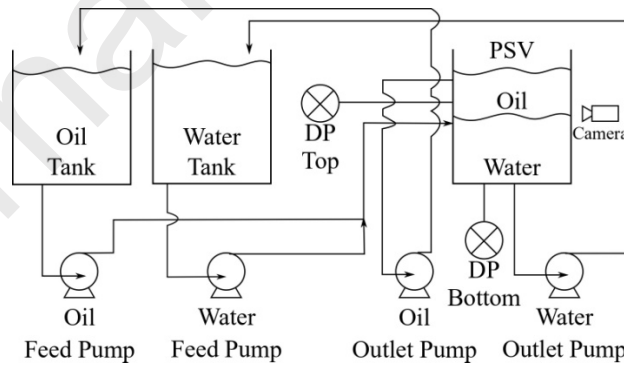 PSV
Oil
Tank
Water
Tank
DP
Top
Oil
Camera
Water
DP
Bottom
Oil
Feed Pump
Water
Feed Pump
Oil
Outlet Pump
Water
Outlet Pump